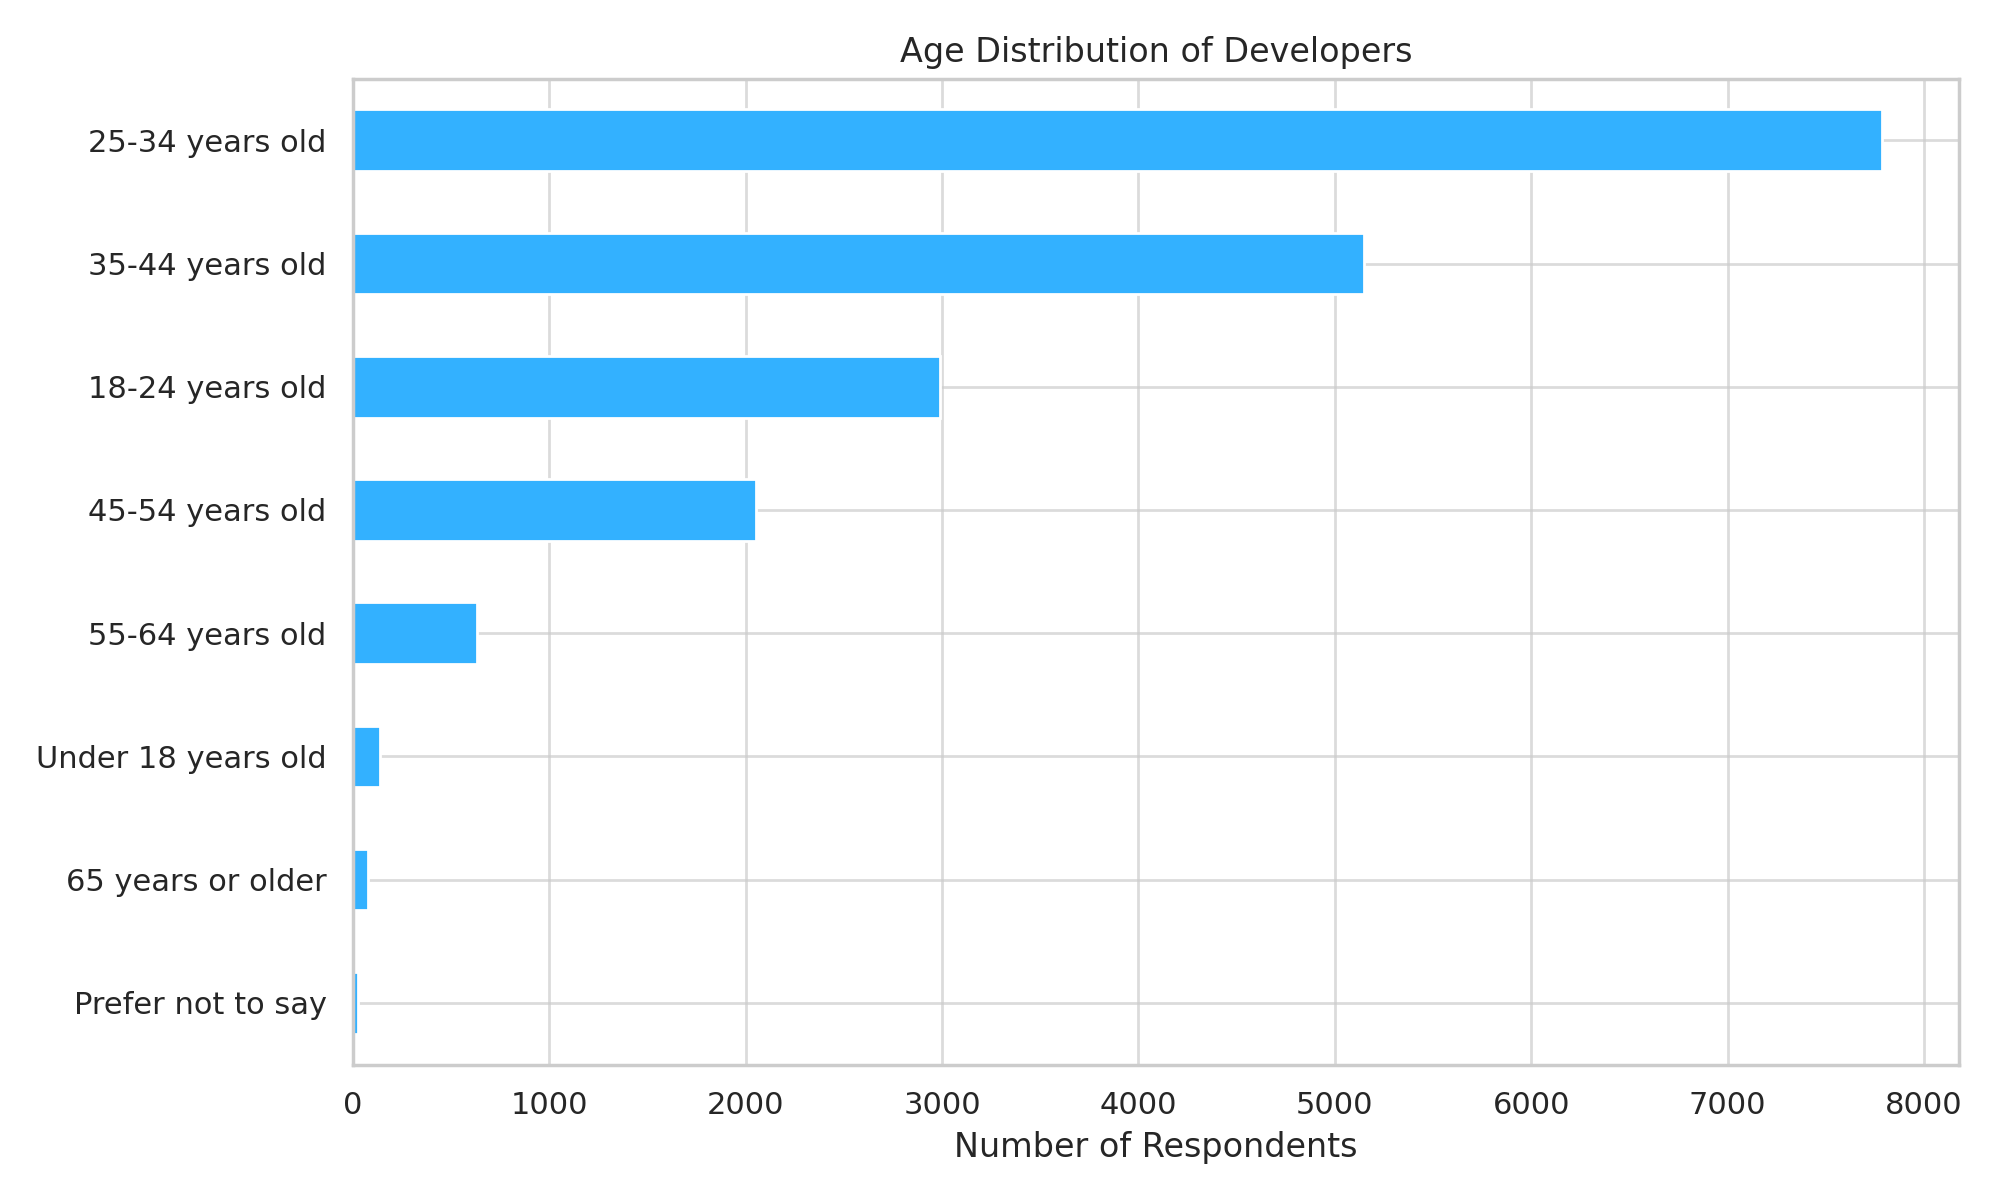 Age Distribution of Developers
25-34 years old
35-44 years old
18-24 years old
45-54 years old
55-64 years old
Under 18 years old
65 years or older
Prefer not to say
0 1000 2000 3000 4000 5000 6000 7000 8000
Number of Respondents